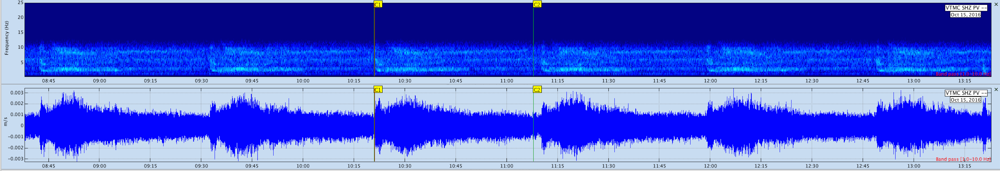 C1 C2
25
VTMC SHZ PV --
Oct 15, 2016
20
15
10
5
Frequency (Hz)
Band pass [1.0-10.0 Hz]
08:45 09:00 09:15 09:30 09:45 10:00 10:15 10:30 10:45 11:00 11:15 11:30 11:45 12:00 12:15 12:30 12:45 13:00 13:15
C1 C2
VTMC SHZ PV --
Oct 15, 2016
0.003
0.002
0.001
0
-0.001
-0.002
-0.003
m/s
Band pass [1.0-10.0 Hz]
08:45 09:00 09:15 09:30 09:45 10:00 10:15 10:30 10:45 11:00 11:15 11:30 11:45 12:00 12:15 12:30 12:45 13:00 13:15